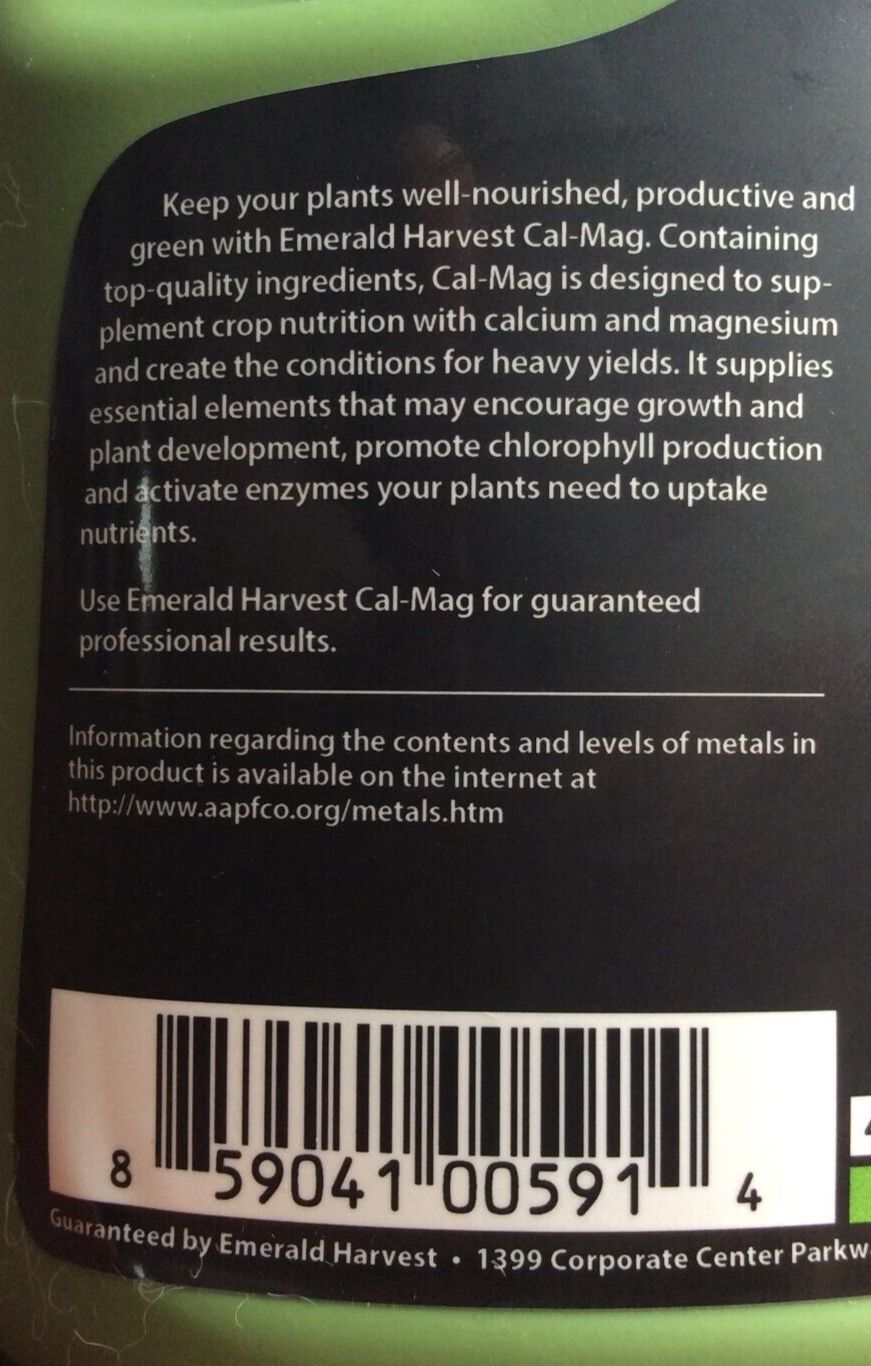 Keep your plants well-nourished, productive and
green with Emerald Harvest Cal-Mag. Containing
top-quality ingredients, Cal-Mag is designed to sup-
plement crop nutrition with calcium and magnesium
and create the conditions for heavy yields. It supplies
essential elements that may encourage growth and
plant development, promote chlorophyll production
and activate enzymes your plants need to uptake
nutrients.
Use Emerald Harvest Cal-Mag for guaranteed
professional results.
Information regarding the contents and levels of metals in
this product is available on the internet at
http://www.aapfco.org/metals.htm
8 59041 00591 4
Guaranteed by Emerald Harvest • 1399 Corporate Center